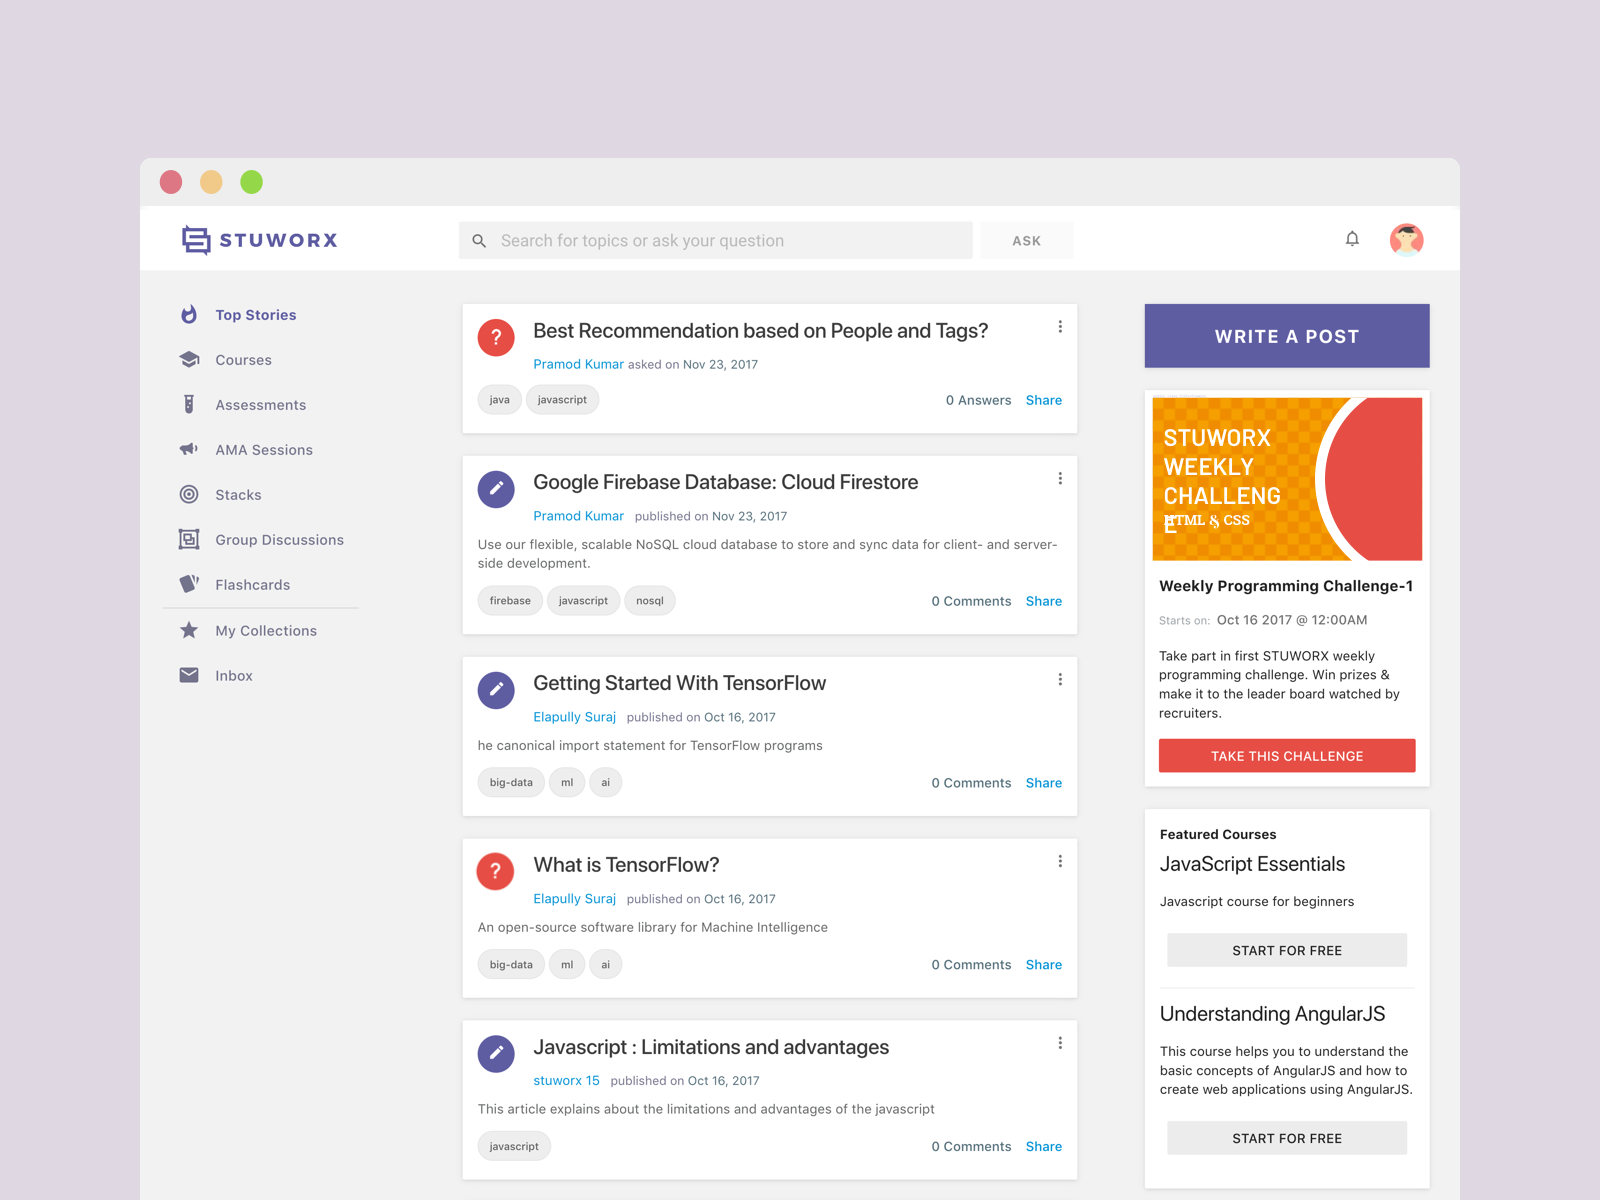 STUWORX
Search for topics or ask your question
ASK
Top Stories
Courses
Assessments
AMA Sessions
Stacks
Group Discussions
Flashcards
My Collections
Inbox
?
Best Recommendation based on People and Tags?
Pramod Kumar asked on Nov 23, 2017
java javascript
0 Answers Share
Google Firebase Database: Cloud Firestore
Pramod Kumar published on Nov 23, 2017
Use our flexible, scalable NoSQL cloud database to store and sync data for client- and server-
side development.
firebase javascript nosql
0 Comments Share
Getting Started With TensorFlow
Elapully Suraj published on Oct 16, 2017
he canonical import statement for TensorFlow programs
big-data ml ai
0 Comments Share
?
What is TensorFlow?
Elapully Suraj published on Oct 16, 2017
An open-source software library for Machine Intelligence
big-data ml ai
0 Comments Share
Javascript : Limitations and advantages
stuworx 15 published on Oct 16, 2017
This article explains about the limitations and advantages of the javascript
javascript
0 Comments Share
WRITE A POST
STUWORX
WEEKLY
CHALLENG
E
HTML & CSS
Weekly Programming Challenge-1
Starts on: Oct 16 2017 @ 12:00AM
Take part in first STUWORX weekly
programming challenge. Win prizes &
make it to the leader board watched by
recruiters.
TAKE THIS CHALLENGE
Featured Courses
JavaScript Essentials
Javascript course for beginners
START FOR FREE
Understanding AngularJS
This course helps you to understand the
basic concepts of AngularJS and how to
create web applications using AngularJS.
START FOR FREE